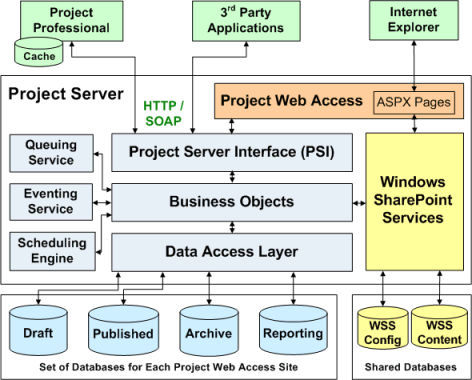 Project
Professional
Cache
3rd Party
Applications
Internet
Explorer
Project Server
HTTP /
SOAP
Project Web Access
ASPX Pages
Queuing
Service
Project Server Interface (PSI)
Eventing
Service
Business Objects
Windows
SharePoint
Services
Scheduling
Engine
Data Access Layer
Draft
Published
Archive
Reporting
WSS
Config
WSS
Content
Set of Databases for Each Project Web Access Site
Shared Databases